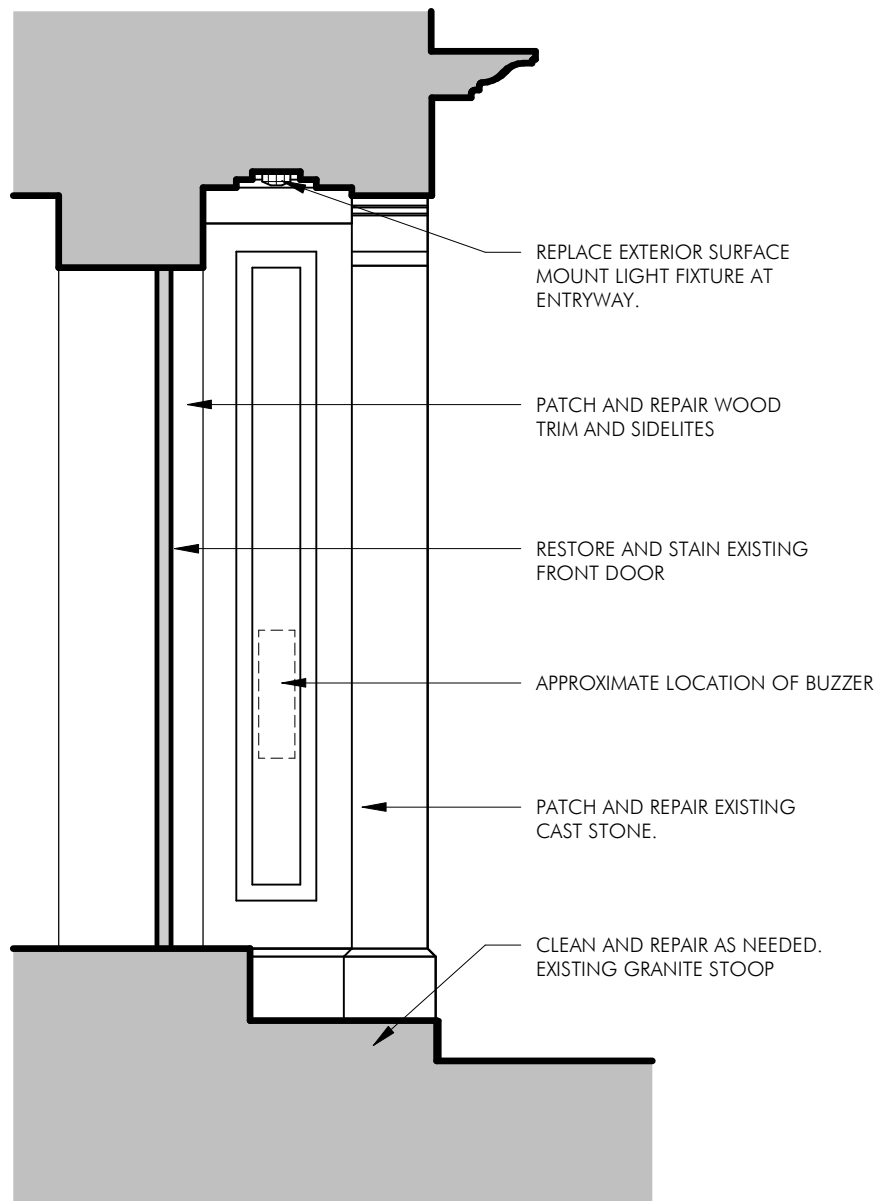 REPLACE EXTERIOR SURFACE
MOUNT LIGHT FIXTURE AT
ENTRYWAY.
PATCH AND REPAIR WOOD
TRIM AND SIDELITES
RESTORE AND STAIN EXISTING
FRONT DOOR
APPROXIMATE LOCATION OF BUZZER
PATCH AND REPAIR EXISTING
CAST STONE.
CLEAN AND REPAIR AS NEEDED.
EXISTING GRANITE STOOP